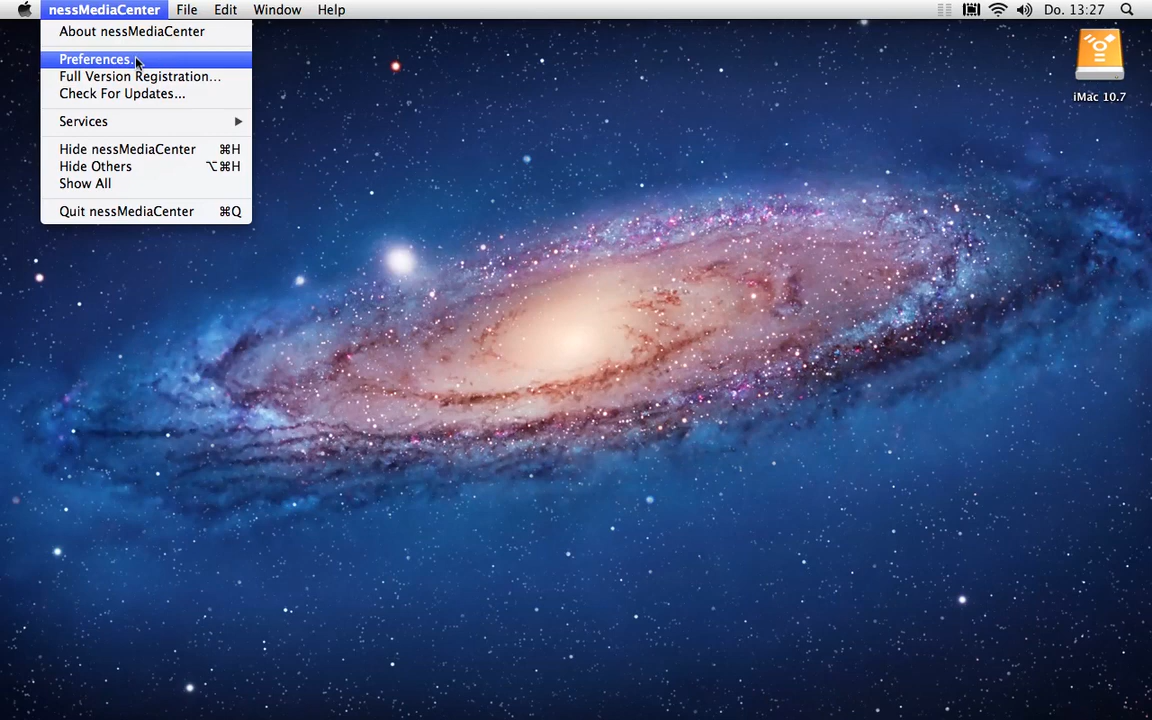 nessMediaCenter File Edit Window Help Do. 13:27
About nessMediaCenter
Preferences..
Full Version Registration...
Check For Updates...
Services
Hide nessMediaCenter ⌘H
Hide Others ⌥⌘H
Show All
Quit nessMediaCenter ⌘Q
iMac 10.7